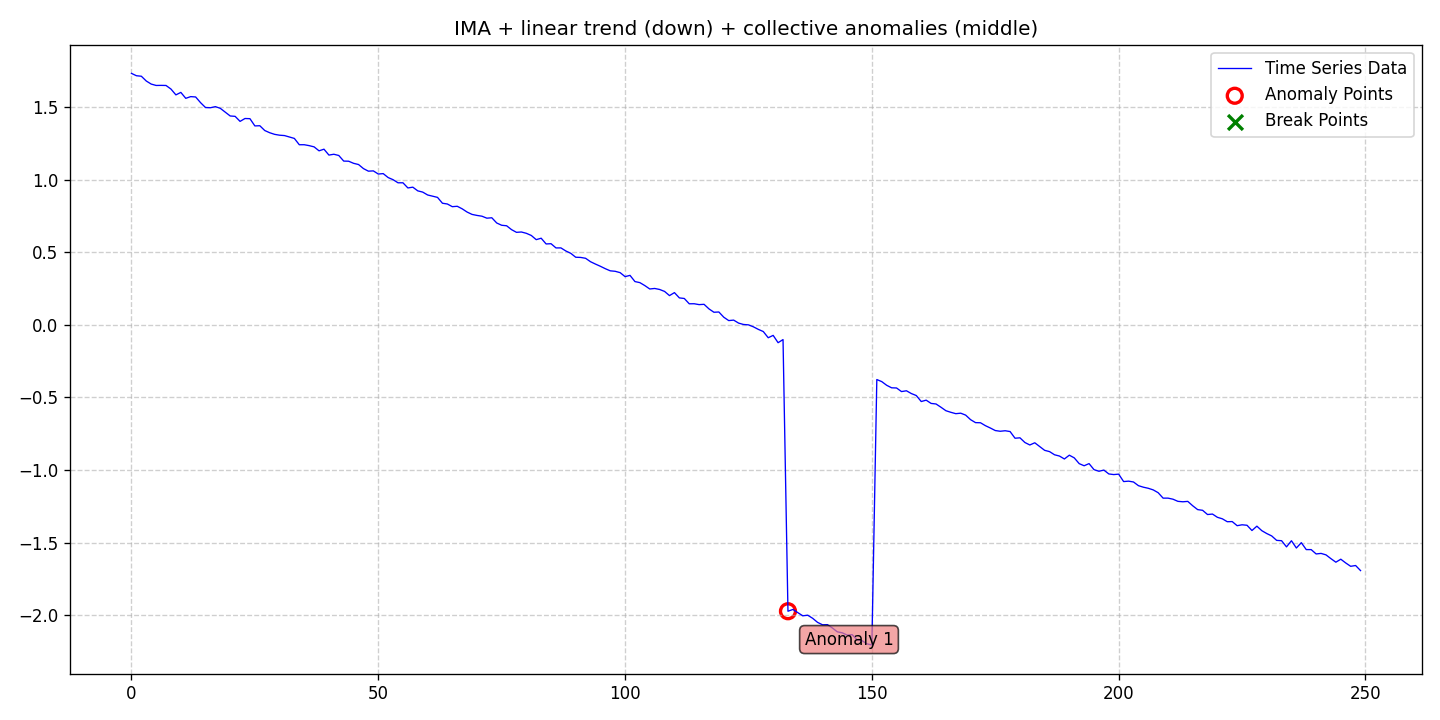 IMA + linear trend (down) + collective anomalies (middle)
Time Series Data
Anomaly Points
Break Points
1.5
1.0
0.5
0.0
−0.5
−1.0
−1.5
−2.0
Anomaly 1
0
50
100
150
200
250